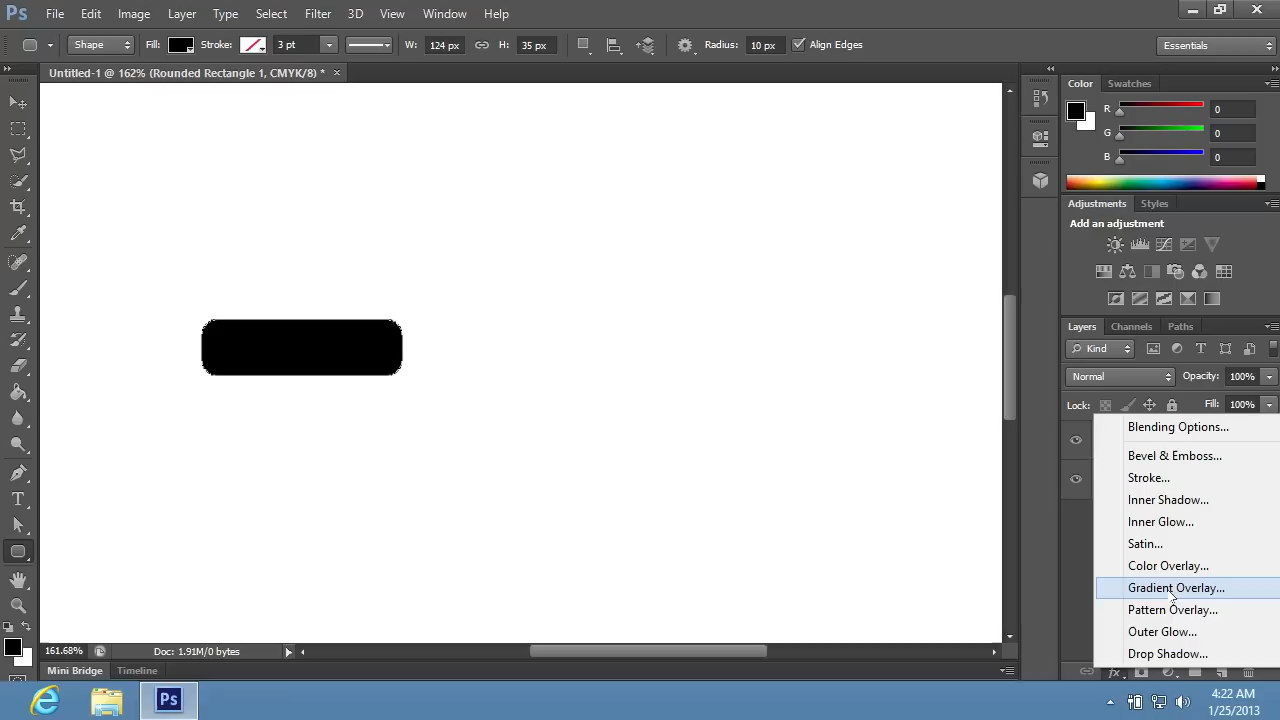 Ps File Edit Image Layer Type Select Filter 3D View Window Help
Shape Fill: Stroke: 3 pt W: 124 px H: 35 px Radius: 10 px Align Edges Essentials
Untitled-1 @ 162% (Rounded Rectangle 1, CMYK/8) * ×
Color Swatches
R 0
G 0
B 0
Adjustments Styles
Add an adjustment
Layers Channels Paths
Kind
Normal Opacity: 100%
Lock: Fill: 100%
Blending Options...
Bevel & Emboss...
Stroke...
Inner Shadow...
Inner Glow...
Satin...
Color Overlay...
Gradient Overlay...
Pattern Overlay...
Outer Glow...
Drop Shadow...
161.68% Doc: 1.91M/0 bytes
fx
Mini Bridge Timeline
Ps
4:22 AM
1/25/2013